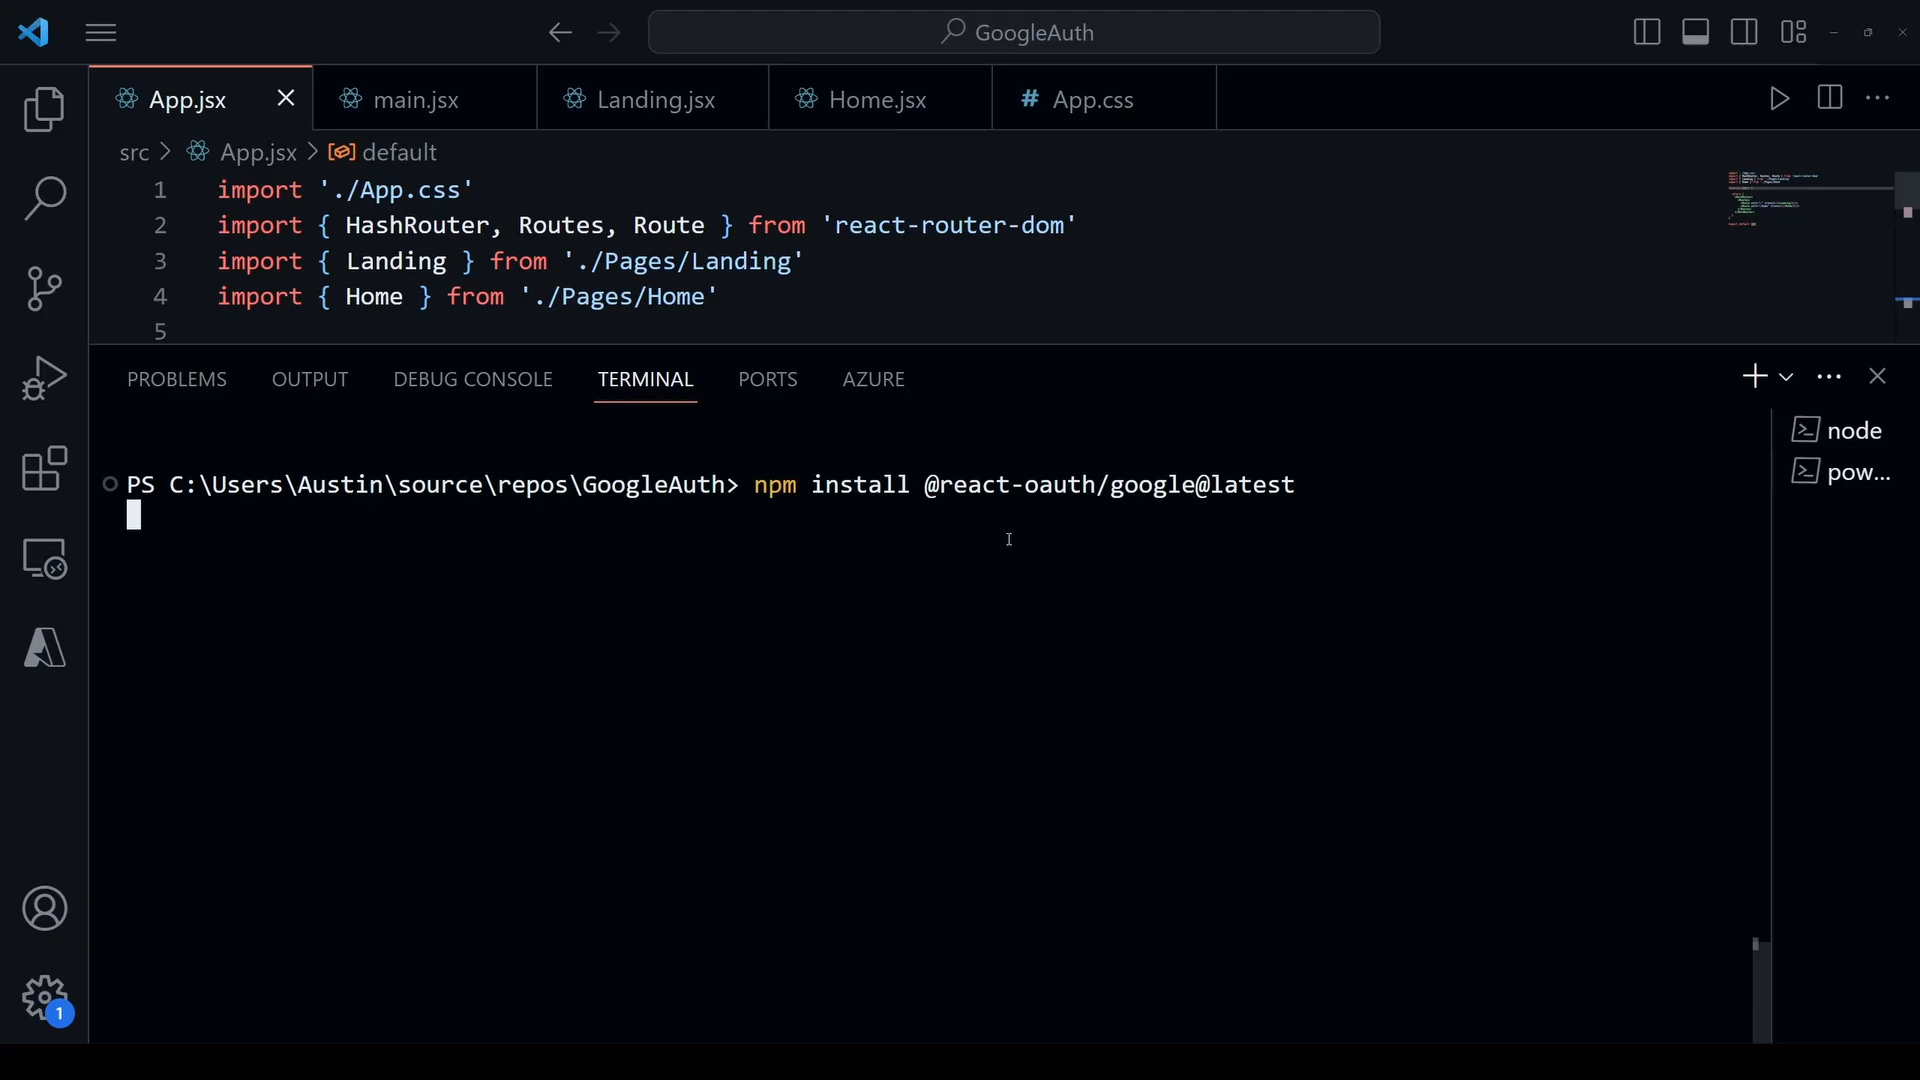 GoogleAuth
App.jsx
main.jsx
Landing.jsx
Home.jsx
# App.css
src > App.jsx > default
1 import './App.css'
2 import { HashRouter, Routes, Route } from 'react-router-dom'
3 import { Landing } from './Pages/Landing'
4 import { Home } from './Pages/Home'
5
PROBLEMS
OUTPUT
DEBUG CONSOLE
TERMINAL
PORTS
AZURE
node
pow...
PS C:\Users\Austin\source\repos\GoogleAuth> npm install @react-oauth/google@latest
1